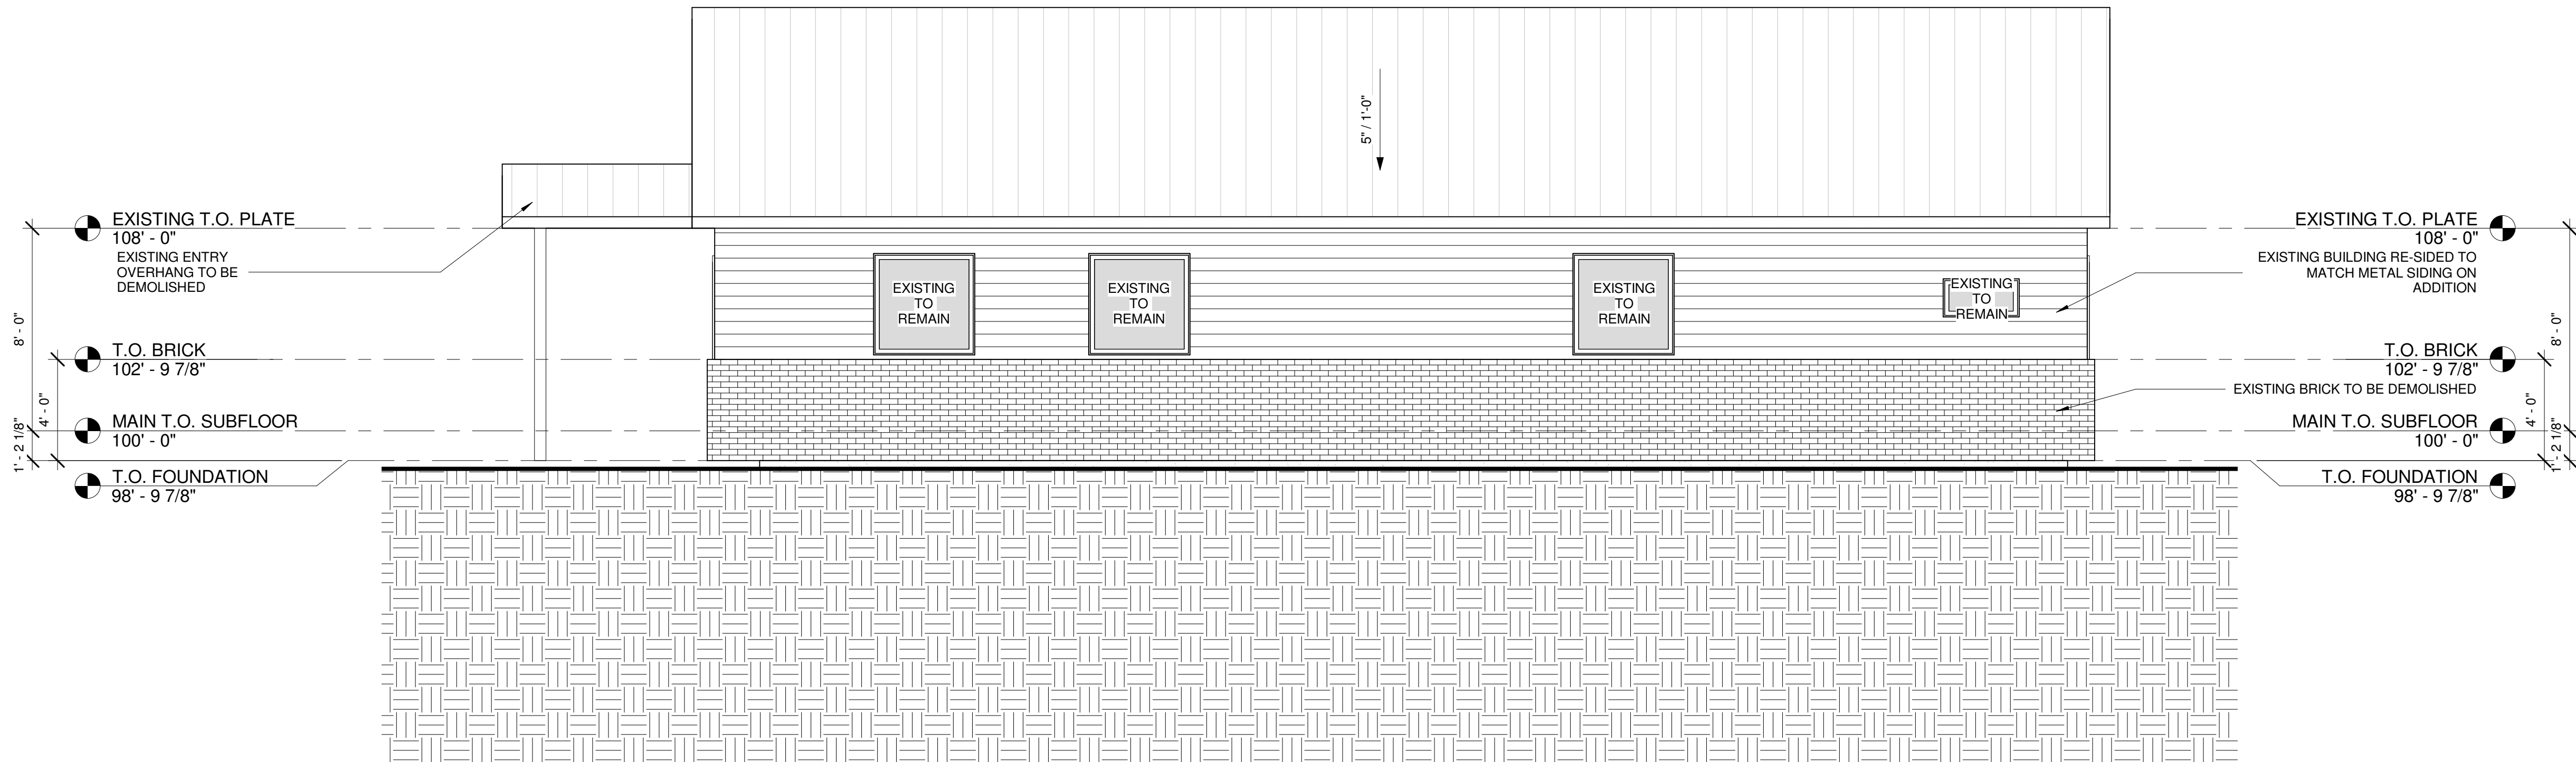 5" / 1'-0"
EXISTING T.O. PLATE
108' - 0"
EXISTING ENTRY
OVERHANG TO BE
DEMOLISHED
8' - 0"
T.O. BRICK
102' - 9 7/8"
4' - 0"
MAIN T.O. SUBFLOOR
100' - 0"
1' - 2 1/8"
T.O. FOUNDATION
98' - 9 7/8"
EXISTING
TO
REMAIN
EXISTING
TO
REMAIN
EXISTING
TO
REMAIN
EXISTING
TO
REMAIN
EXISTING T.O. PLATE
108' - 0"
EXISTING BUILDING RE-SIDED TO
MATCH METAL SIDING ON
ADDITION
8' - 0"
T.O. BRICK
102' - 9 7/8"
EXISTING BRICK TO BE DEMOLISHED
4' - 0"
MAIN T.O. SUBFLOOR
100' - 0"
1' - 2 1/8"
T.O. FOUNDATION
98' - 9 7/8"